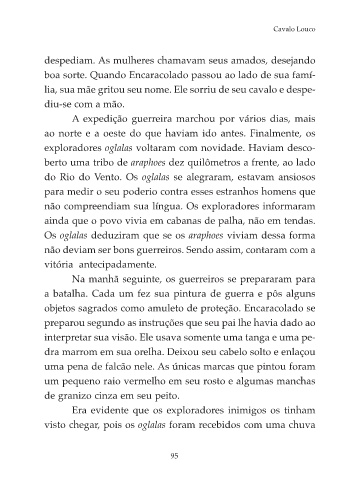 Cavalo Louco
despediam. As mulheres chamavam seus amados, desejando
boa sorte. Quando Encaracolado passou ao lado de sua famí-
lia, sua mãe gritou seu nome. Ele sorriu de seu cavalo e despe-
diu-se com a mão.
A expedição guerreira marchou por vários dias, mais
ao norte e a oeste do que haviam ido antes. Finalmente, os
exploradores oglalas voltaram com novidade. Haviam desco-
berto uma tribo de araphoes dez quilômetros a frente, ao lado
do Rio do Vento. Os oglalas se alegraram, estavam ansiosos
para medir o seu poderio contra esses estranhos homens que
não compreendiam sua língua. Os exploradores informaram
ainda que o povo vivia em cabanas de palha, não em tendas.
Os oglalas deduziram que se os araphoes viviam dessa forma
não deviam ser bons guerreiros. Sendo assim, contaram com a
vitória antecipadamente.
Na manhã seguinte, os guerreiros se prepararam para
a batalha. Cada um fez sua pintura de guerra e pôs alguns
objetos sagrados como amuleto de proteção. Encaracolado se
preparou segundo as instruções que seu pai lhe havia dado ao
interpretar sua visão. Ele usava somente uma tanga e uma pe-
dra marrom em sua orelha. Deixou seu cabelo solto e enlaçou
uma pena de falcão nele. As únicas marcas que pintou foram
um pequeno raio vermelho em seu rosto e algumas manchas
de granizo cinza em seu peito.
Era evidente que os exploradores inimigos os tinham
visto chegar, pois os oglalas foram recebidos com uma chuva
95